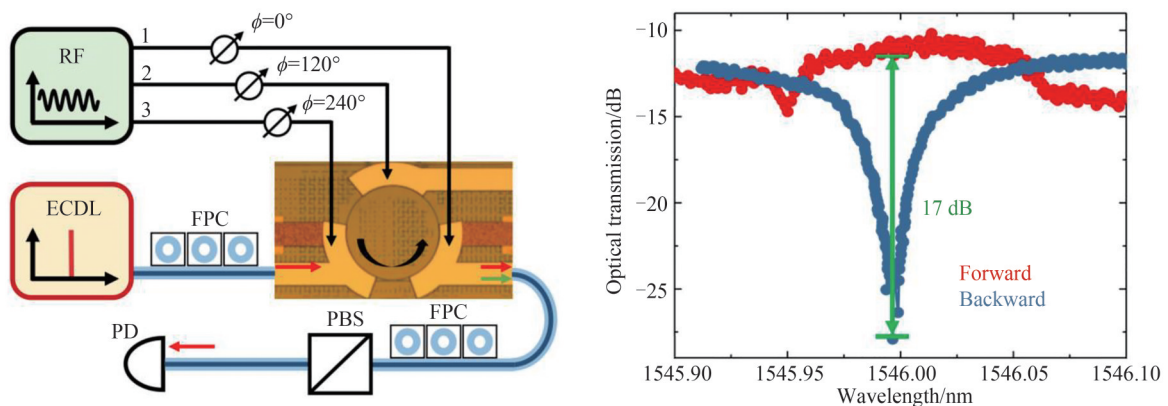 RF
1
2
3
ϕ=0°
ϕ=120°
ϕ=240°
ECDL
FPC
FPC
PBS
PD
Optical transmission/dB
−10
−15
−20
−25
17 dB
Forward
Backward
1545.90
1545.95
1546.00
1546.05
1546.10
Wavelength/nm